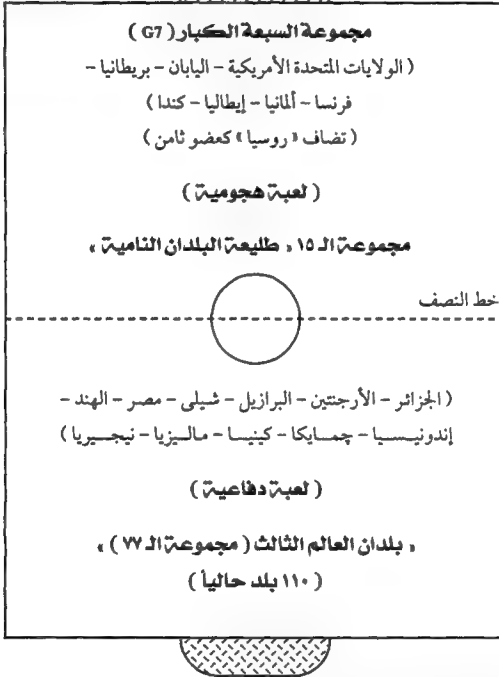 مجموعة السبعة الكبار ( G7 )
( الولايات المتحدة الأمريكية – اليابان – بريطانيا –
فرنسا – ألمانيا – إيطاليا – كندا )
( تضاف « روسيا » كعضو ثامن )
( لعبة هجومية )
مجموعة الـ ١٥ « طليعة البلدان النامية »
خط النصف
( الجزائر – الأرجنتين – البرازيل – شيلى – مصر – الهند –
إندونيسيا – چمايكا – كينيا – ماليزيا – نيجيريا )
( لعبة دفاعية )
« بلدان العالم الثالث ( مجموعة الـ ٧٧ ) »
( ١١٠ بلد حالياً )